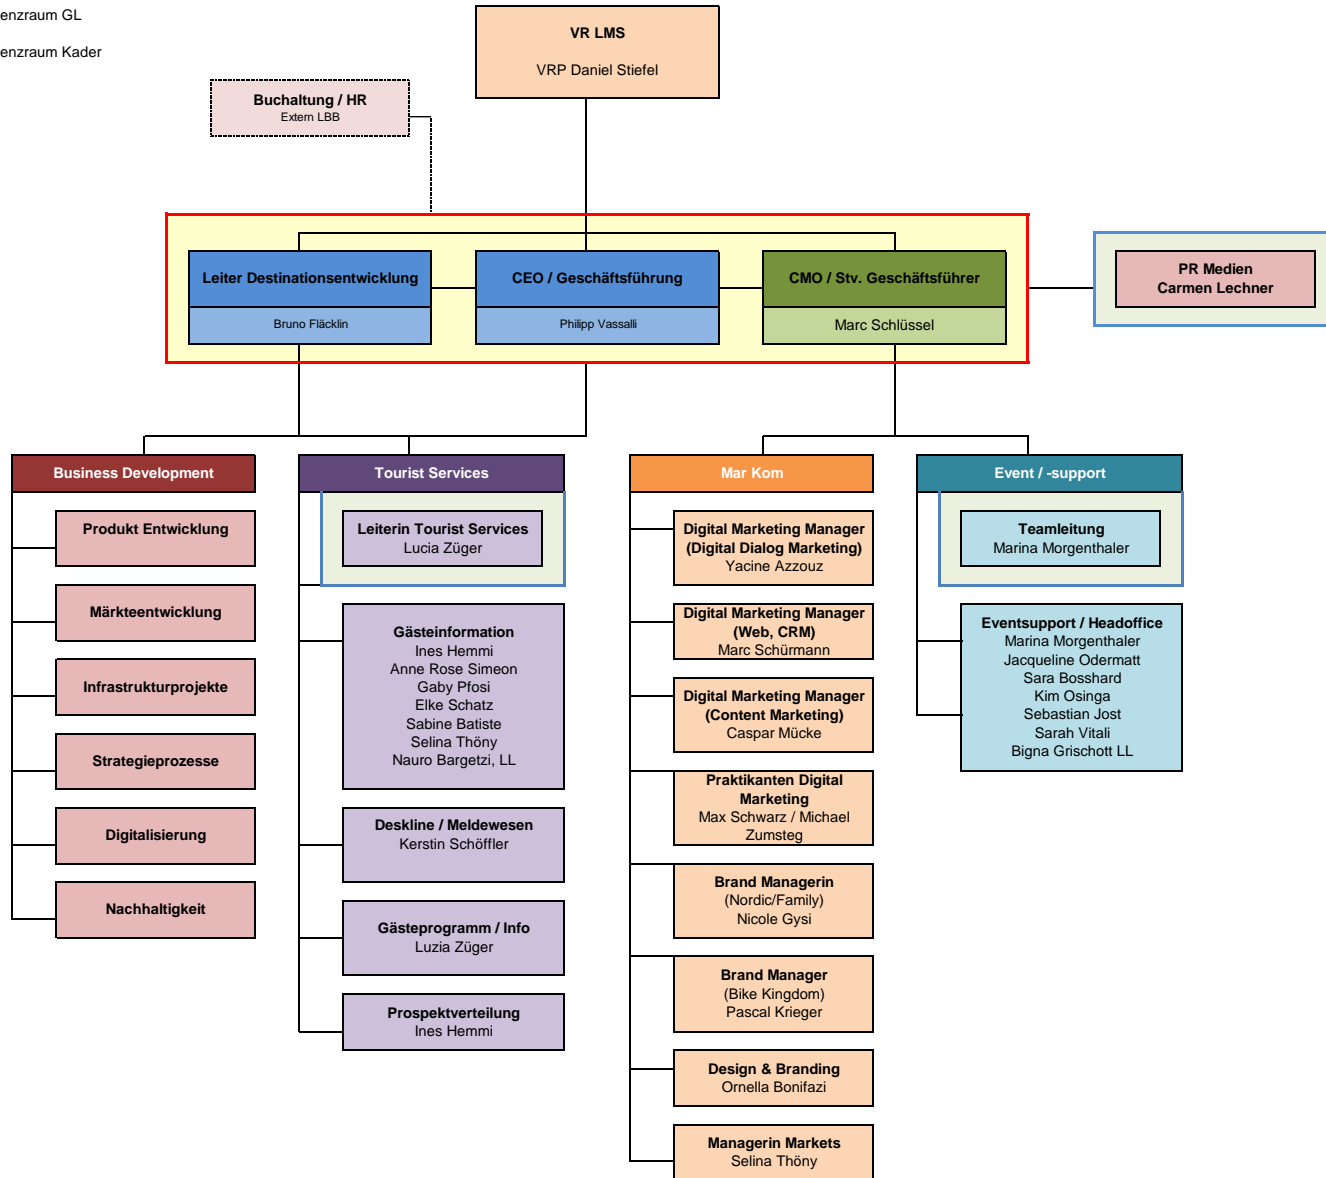 enzraum GL
enzraum Kader
VR LMS
VRP Daniel Stiefel
Buchaltung / HR
Extern LBB
Leiter Destinationsentwicklung
Bruno Fläcklin
CEO / Geschäftsführung
Philipp Vassalli
CMO / Stv. Geschäftsführer
Marc Schlüssel
PR Medien
Carmen Lechner
Business Development
Produkt Entwicklung
Märkteentwicklung
Infrastrukturprojekte
Strategieprozesse
Digitalisierung
Nachhaltigkeit
Tourist Services
Leiterin Tourist Services
Lucia Züger
Gästeinformation
Ines Hemmi
Anne Rose Simeon
Gaby Pfosi
Elke Schatz
Sabine Batiste
Selina Thöny
Nauro Bargetzi, LL
Deskline / Meldewesen
Kerstin Schöffler
Gästeprogramm / Info
Luzia Züger
Prospektverteilung
Ines Hemmi
Mar Kom
Digital Marketing Manager
(Digital Dialog Marketing)
Yacine Azzouz
Digital Marketing Manager
(Web, CRM)
Marc Schürmann
Digital Marketing Manager
(Content Marketing)
Caspar Mücke
Praktikanten Digital
Marketing
Max Schwarz / Michael
Zumsteg
Brand Managerin
(Nordic/Family)
Nicole Gysi
Brand Manager
(Bike Kingdom)
Pascal Krieger
Design & Branding
Ornella Bonifazi
Managerin Markets
Selina Thöny
Event / -support
Teamleitung
Marina Morgenthaler
Eventsupport / Headoffice
Marina Morgenthaler
Jacqueline Odermatt
Sara Bosshard
Kim Osinga
Sebastian Jost
Sarah Vitali
Bigna Grischott LL